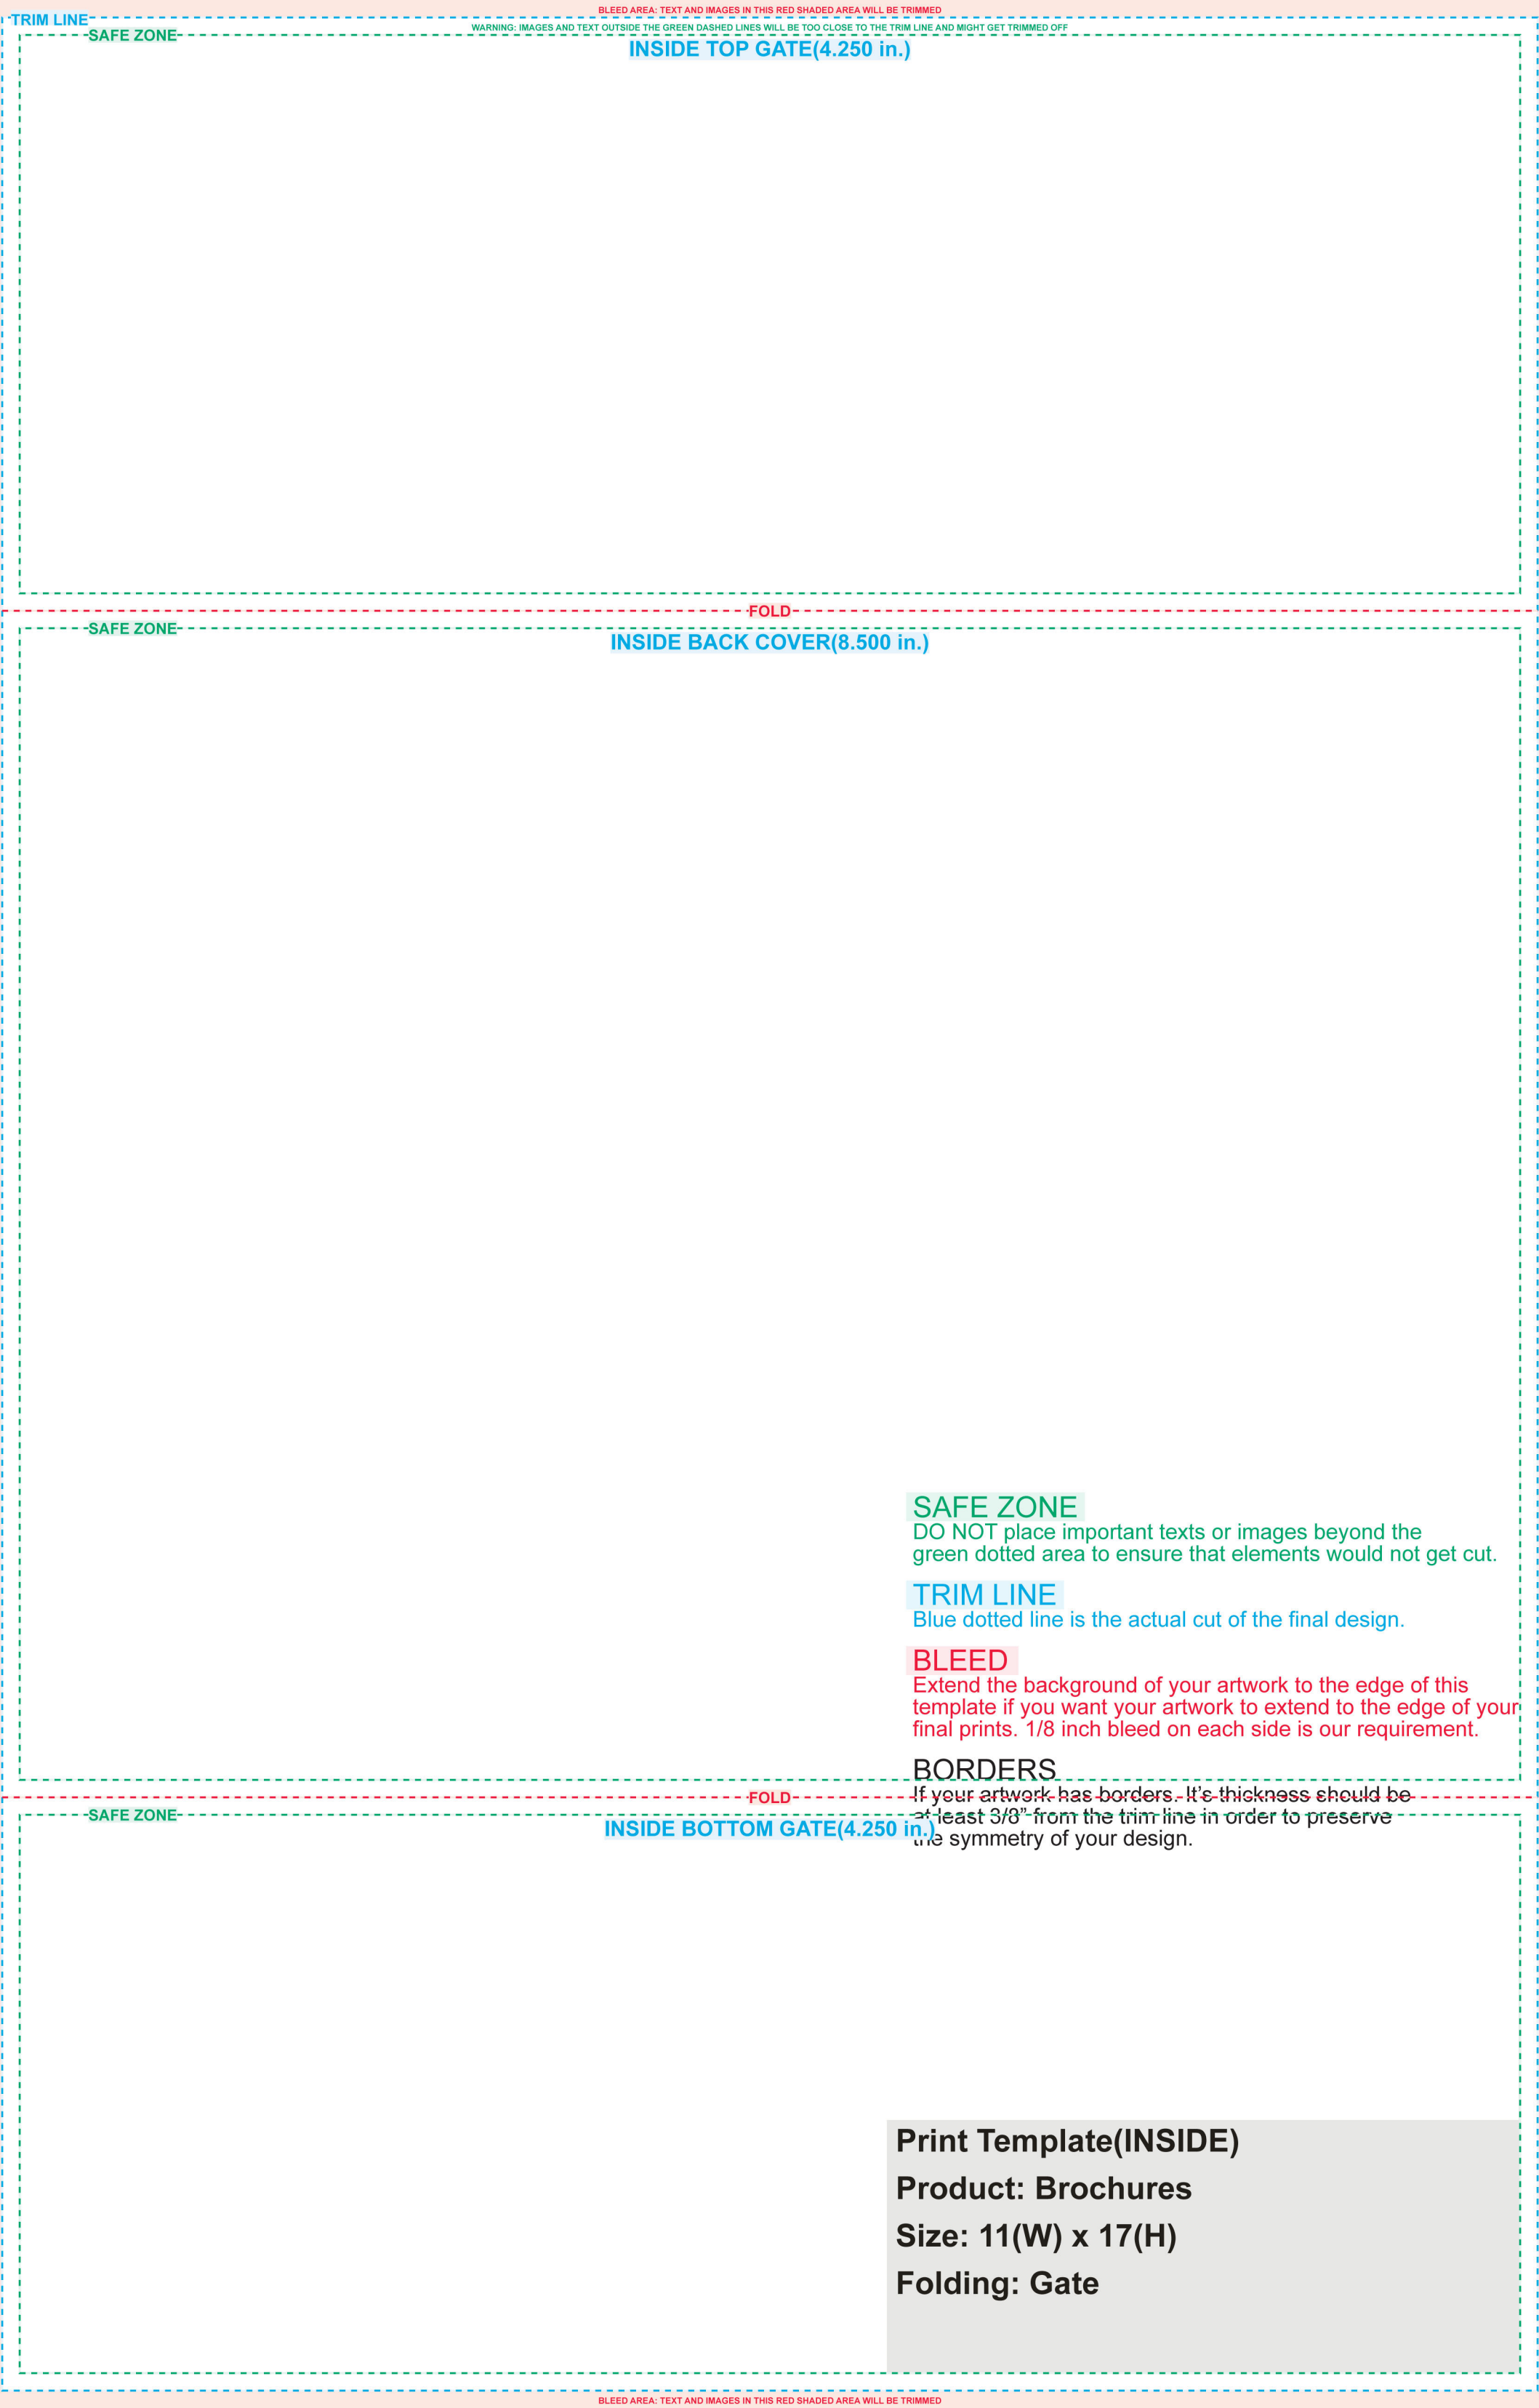 BLEED AREA: TEXT AND IMAGES IN THIS RED SHADED AREA WILL BE TRIMMED
TRIM LINE
WARNING: IMAGES AND TEXT OUTSIDE THE GREEN DASHED LINES WILL BE TOO CLOSE TO THE TRIM LINE AND MIGHT GET TRIMMED OFF
SAFE ZONE
INSIDE TOP GATE(4.250 in.)
FOLD
SAFE ZONE
INSIDE BACK COVER(8.500 in.)
SAFE ZONE
DO NOT place important texts or images beyond the
green dotted area to ensure that elements would not get cut.
TRIM LINE
Blue dotted line is the actual cut of the final design.
BLEED
Extend the background of your artwork to the edge of this
template if you want your artwork to extend to the edge of your
final prints. 1/8 inch bleed on each side is our requirement.
BORDERS
If your artwork has borders. It's thickness should be
at least 3/8” from the trim line in order to preserve
the symmetry of your design.
FOLD
SAFE ZONE
INSIDE BOTTOM GATE(4.250 in.)
Print Template(INSIDE)
Product: Brochures
Size: 11(W) x 17(H)
Folding: Gate
BLEED AREA: TEXT AND IMAGES IN THIS RED SHADED AREA WILL BE TRIMMED